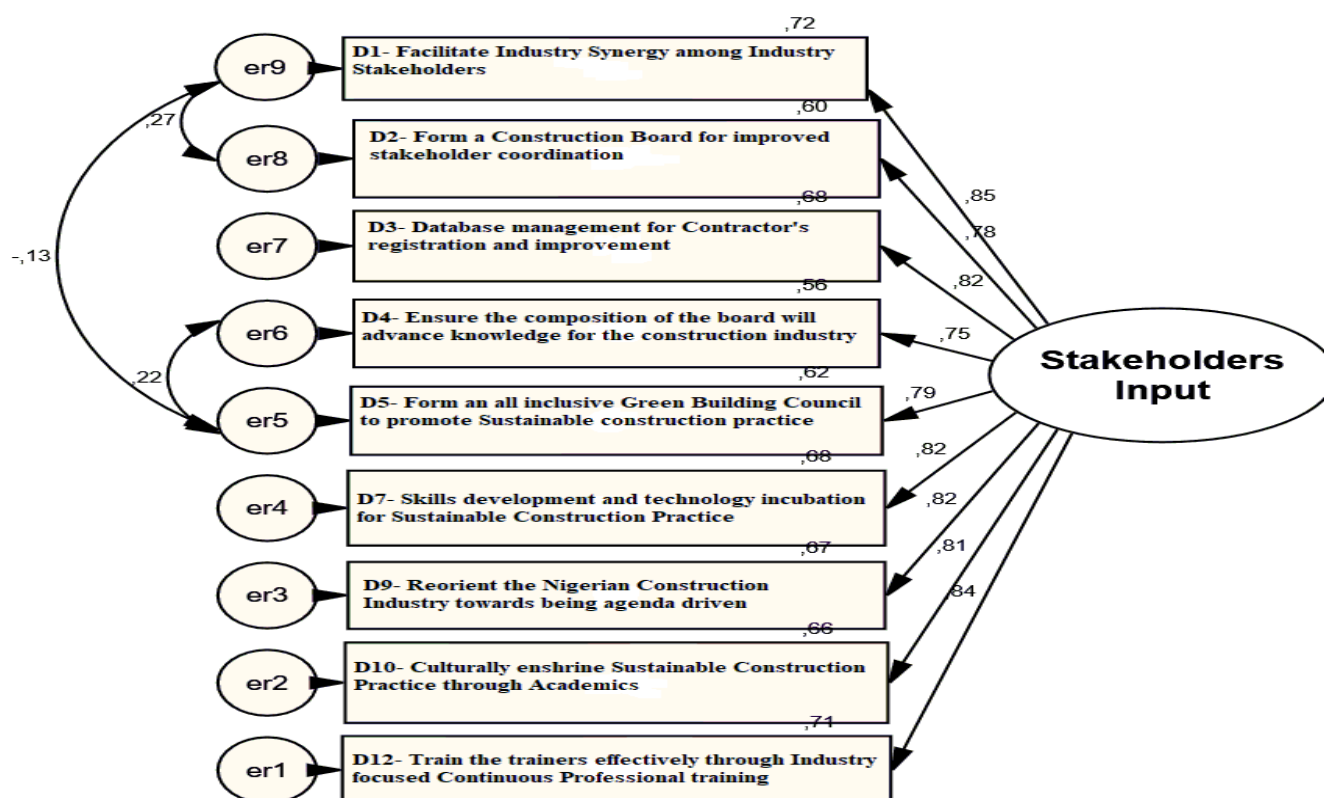 ,72
er9
D1- Facilitate Industry Synergy among Industry
Stakeholders
,60
,27
er8
D2- Form a Construction Board for improved
stakeholder coordination
,68
,85
,78
er7
D3- Database management for Contractor's
registration and improvement
-,13
,56
,82
er6
D4- Ensure the composition of the board will
advance knowledge for the construction industry
,75
Stakeholders
Input
,22
,62
er5
D5- Form an all inclusive Green Building Council
to promote Sustainable construction practice
,79
,68
,82
er4
D7- Skills development and technology incubation
for Sustainable Construction Practice
,82
,67
,81
er3
D9- Reorient the Nigerian Construction
Industry towards being agenda driven
,84
,66
er2
D10- Culturally enshrine Sustainable Construction
Practice through Academics
,71
er1
D12- Train the trainers effectively through Industry
focused Continuous Professional training